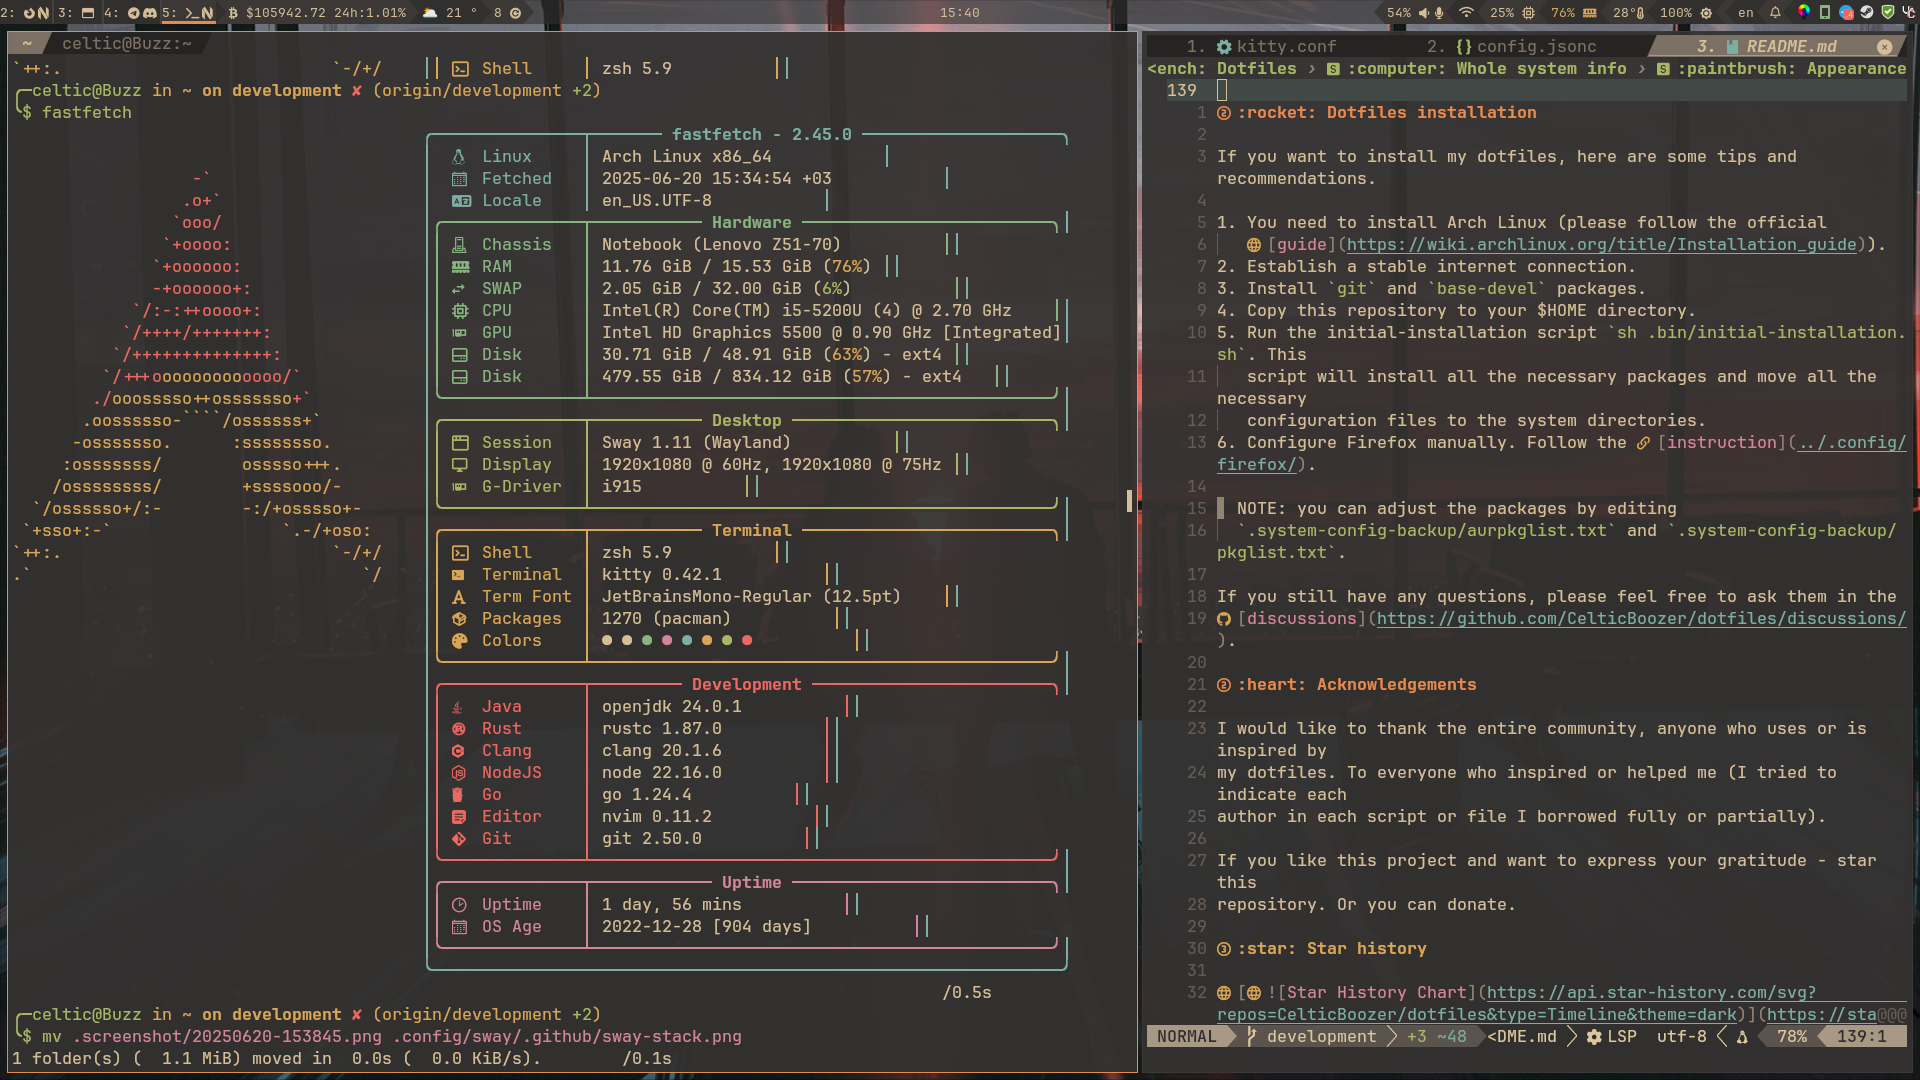 2: 3: 4: 5: $105942.72 24h:1.01% 21 ° 8
15:40
54% 25% 76% 28° 100% en
~ celtic@Buzz:~
`++:. `-/+/ Shell zsh 5.9
celtic@Buzz in ~ on development ✘ (origin/development +2)
$ fastfetch
fastfetch - 2.45.0
Linux Arch Linux x86_64
Fetched 2025-06-20 15:34:54 +03
Locale en_US.UTF-8
Hardware
Chassis Notebook (Lenovo Z51-70)
RAM 11.76 GiB / 15.53 GiB (76%)
SWAP 2.05 GiB / 32.00 GiB (6%)
CPU Intel(R) Core(TM) i5-5200U (4) @ 2.70 GHz
GPU Intel HD Graphics 5500 @ 0.90 GHz [Integrated]
Disk 30.71 GiB / 48.91 GiB (63%) - ext4
Disk 479.55 GiB / 834.12 GiB (57%) - ext4
Desktop
Session Sway 1.11 (Wayland)
Display 1920x1080 @ 60Hz, 1920x1080 @ 75Hz
G-Driver i915
Terminal
Shell zsh 5.9
Terminal kitty 0.42.1
Term Font JetBrainsMono-Regular (12.5pt)
Packages 1270 (pacman)
Colors
Development
Java openjdk 24.0.1
Rust rustc 1.87.0
Clang clang 20.1.6
NodeJS node 22.16.0
Go go 1.24.4
Editor nvim 0.11.2
Git git 2.50.0
Uptime
Uptime 1 day, 56 mins
OS Age 2022-12-28 [904 days]
/0.5s
-`
.o+`
`ooo/
`+oooo:
`+oooooo:
-+oooooo+:
`/:-:++oooo+:
`/++++/+++++++:
`/++++++++++++++:
`/+++ooooooooooooo/`
./ooosssso++osssssso+`
.oossssso-````/ossssss+`
-osssssso. :ssssssso.
:osssssss/ osssso+++.
/ossssssss/ +ssssooo/-
`/ossssso+/:- -:/+osssso+-
`+sso+:-` `.-/+oso:
`++:. `-/+/
.` `/
celtic@Buzz in ~ on development ✘ (origin/development +2)
$ mv .screenshot/20250620-153845.png .config/sway/.github/sway-stack.png
1 folder(s) ( 1.1 MiB) moved in 0.0s ( 0.0 KiB/s). /0.1s
1. kitty.conf 2. {} config.jsonc 3. README.md
<ench: Dotfiles › S :computer: Whole system info › S :paintbrush: Appearance
139
1 ② :rocket: Dotfiles installation
2
3 If you want to install my dotfiles, here are some tips and
recommendations.
4
5 1. You need to install Arch Linux (please follow the official
6 [guide](https://wiki.archlinux.org/title/Installation_guide)).
7 2. Establish a stable internet connection.
8 3. Install `git` and `base-devel` packages.
9 4. Copy this repository to your $HOME directory.
10 5. Run the initial-installation script `sh .bin/initial-installation.
sh`. This
11 script will install all the necessary packages and move all the
necessary
12 configuration files to the system directories.
13 6. Configure Firefox manually. Follow the [instruction](../.config/
firefox/).
14
15 NOTE: you can adjust the packages by editing
16 `.system-config-backup/aurpkglist.txt` and `.system-config-backup/
pkglist.txt`.
17
18 If you still have any questions, please feel free to ask them in the
19 [discussions](https://github.com/CelticBoozer/dotfiles/discussions/
).
20
21 ② :heart: Acknowledgements
22
23 I would like to thank the entire community, anyone who uses or is
inspired by
24 my dotfiles. To everyone who inspired or helped me (I tried to
indicate each
25 author in each script or file I borrowed fully or partially).
26
27 If you like this project and want to express your gratitude - star
this
28 repository. Or you can donate.
29
30 ③ :star: Star history
31
32 [![Star History Chart](https://api.star-history.com/svg?
repos=CelticBoozer/dotfiles&type=Timeline&theme=dark)](https://sta@@@
NORMAL development +3 ~48 <DME.md LSP utf-8 78% 139:1